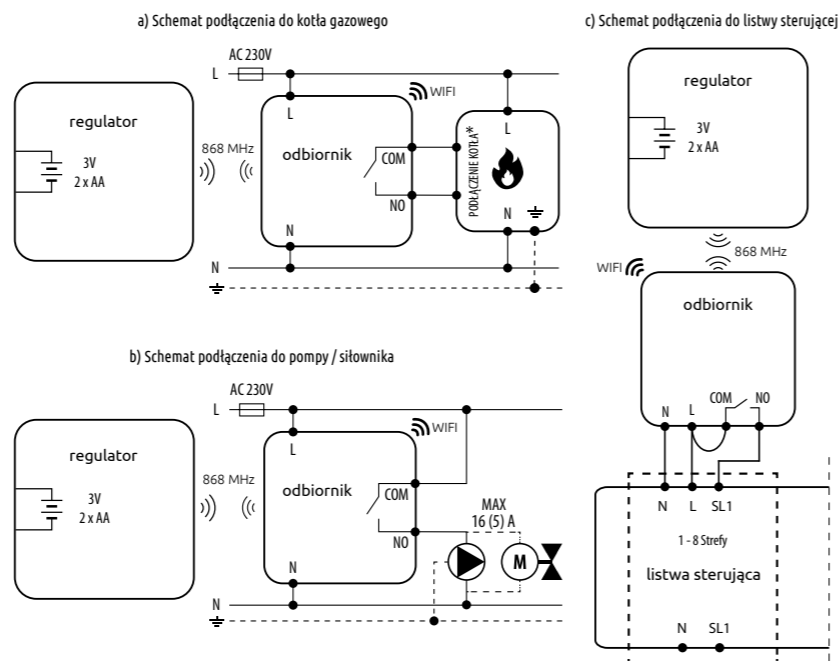 a) Schemat podłączenia do kotła gazowego
AC 230V
L
WIFI
regulator
3V
2 x AA
868 MHz
L
odbiornik
COM
NO
N
PODŁĄCZENIE KOTŁA*
L
N
N
b) Schemat podłączenia do pompy / siłownika
AC 230V
L
WIFI
regulator
3V
2 x AA
868 MHz
L
odbiornik
COM
NO
N
MAX
16 (5) A
M
N
c) Schemat podłączenia do listwy sterującej
regulator
3V
2 x AA
868 MHz
WIFI
odbiornik
N L COM NO
N L SL1
1 - 8 Strefy
listwa sterująca
N SL1